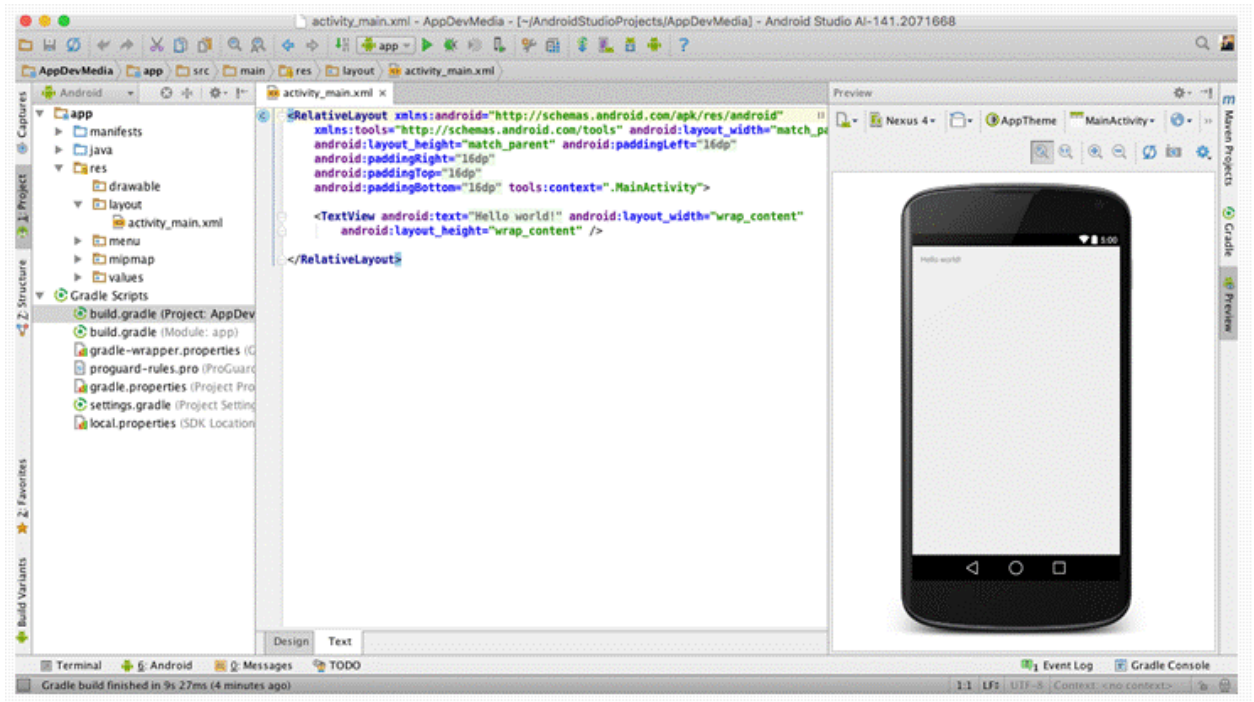 activity_main.xml - AppDevMedia - [~/AndroidStudioProjects/AppDevMedia] - Android Studio AI-141.2071668
app
?
AppDevMedia app src main res layout activity_main.xml
Captures
1: Project
Z: Structure
2: Favorites
Build Variants
Android
app
manifests
java
res
drawable
layout
activity_main.xml
menu
mipmap
values
Gradle Scripts
build.gradle (Project: AppDev
build.gradle (Module: app)
gradle-wrapper.properties (G
proguard-rules.pro (ProGuard
gradle.properties (Project Pro
settings.gradle (Project Setting
local.properties (SDK Location
activity_main.xml ×
<RelativeLayout xmlns:android="http://schemas.android.com/apk/res/android"
xmlns:tools="http://schemas.android.com/tools" android:layout_width="match_pa
android:layout_height="match_parent" android:paddingLeft="16dp"
android:paddingRight="16dp"
android:paddingTop="16dp"
android:paddingBottom="16dp" tools:context=".MainActivity">
<TextView android:text="Hello world!" android:layout_width="wrap_content"
android:layout_height="wrap_content" />
</RelativeLayout>
Design Text
Preview
Nexus 4 AppTheme MainActivity
5:00
Hello world!
m
Maven Projects
Gradle
Preview
Terminal 6: Android 0: Messages TODO
1 Event Log Gradle Console
Gradle build finished in 9s 27ms (4 minutes ago)
1:1 LF UTF-8 Context: <no context>